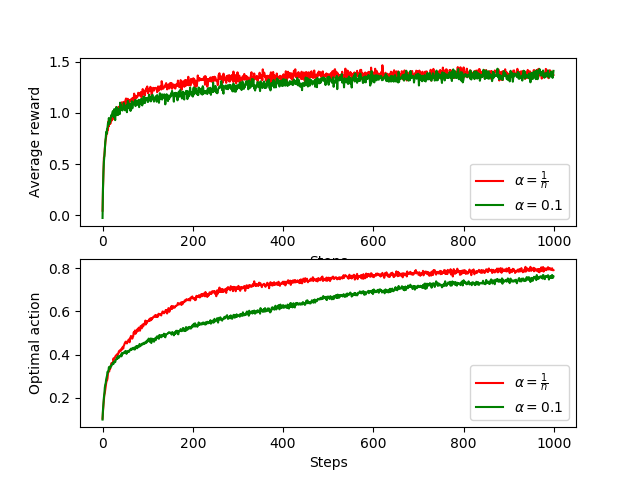 1.5
1.0
0.5
0.0
Average reward
α = 1/n
α = 0.1
0 200 400 600 800 1000
Steps
0.8
0.6
0.4
0.2
Optimal action
α = 1/n
α = 0.1
0 200 400 600 800 1000
Steps